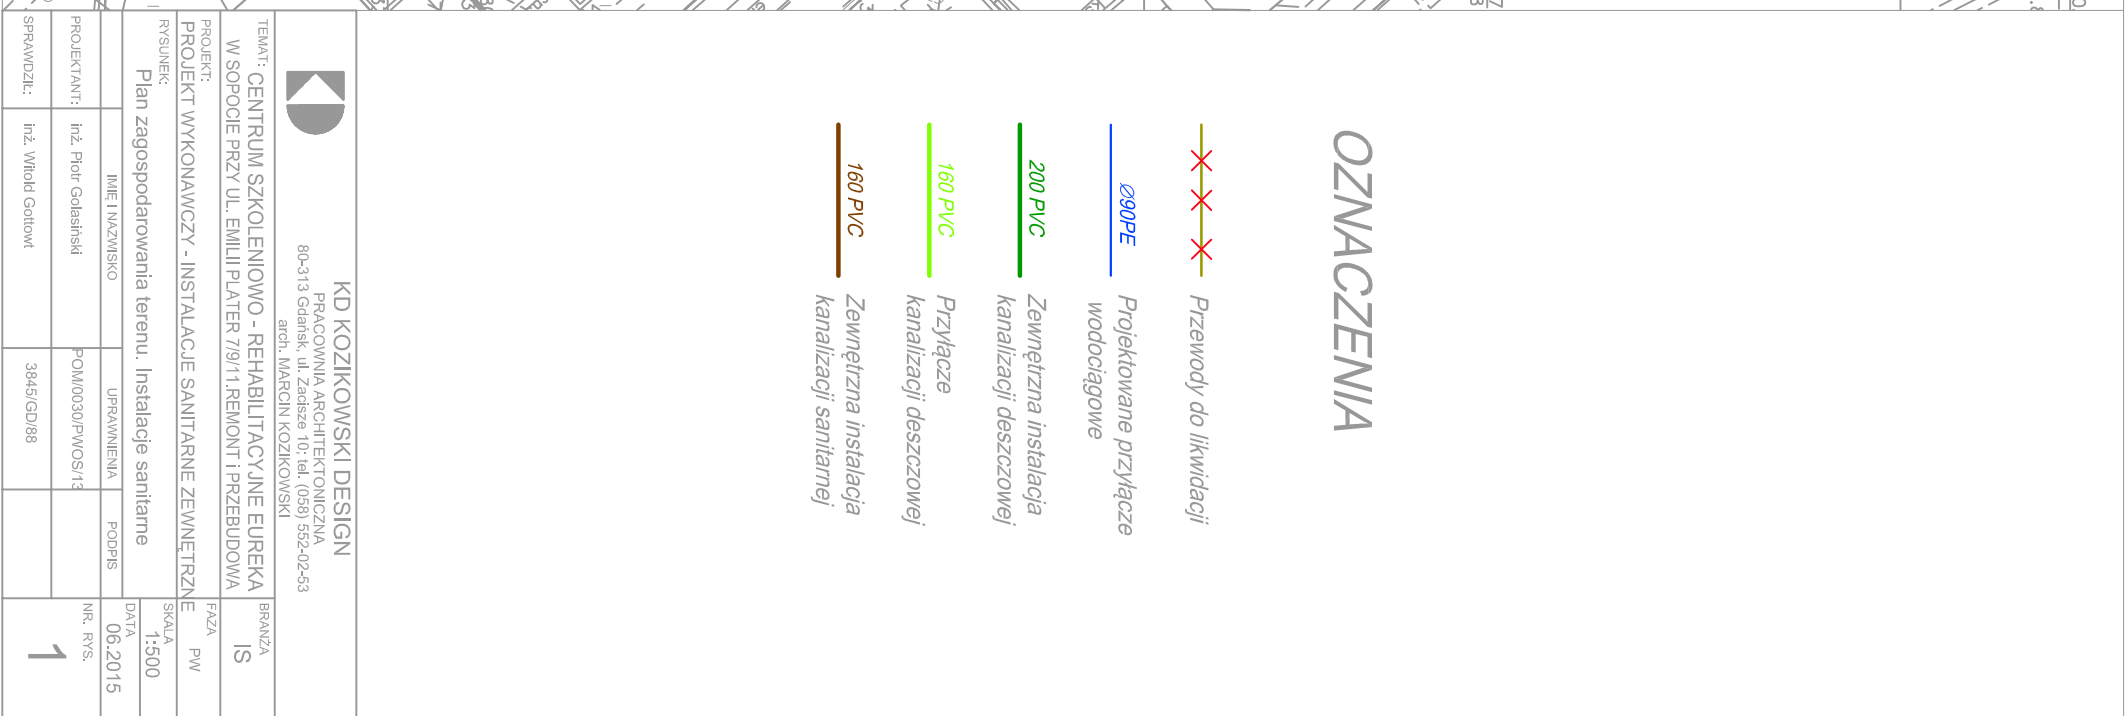 OZNACZENIA
Przewody do likwidacji
Ø90PE
Projektowane przyłącze
wodociągowe
200 PVC
Zewnętrzna instalacja
kanalizacji deszczowej
160 PVC
Przyłącze
kanalizacji deszczowej
160 PVC
Zewnętrzna instalacja
kanalizacji sanitarnej
KD KOZIKOWSKI DESIGN
PRACOWNIA ARCHITEKTONICZNA
80-313 Gdańsk, ul. Zacisze 10; tel. (058) 552-02-53
arch. MARCIN KOZIKOWSKI
TEMAT: CENTRUM SZKOLENIOWO - REHABILITACYJNE EUREKA
W SOPOCIE PRZY UL. EMILII PLATER 7/9/11.REMONT i PRZEBUDOWA
BRANŻA
IS
PROJEKT:
PROJEKT WYKONAWCZY - INSTALACJE SANITARNE ZEWNĘTRZNE
FAZA
PW
RYSUNEK:
Plan zagospodarowania terenu. Instalacje sanitarne
SKALA
1:500
DATA
06.2015
IMIĘ I NAZWISKO UPRAWNIENIA PODPIS
NR. RYS.
1
PROJEKTANT: inż. Piotr Golasiński POM/0030/PWOS/13
SPRAWDZIŁ: inż. Witold Gottowt 3845/GD/88